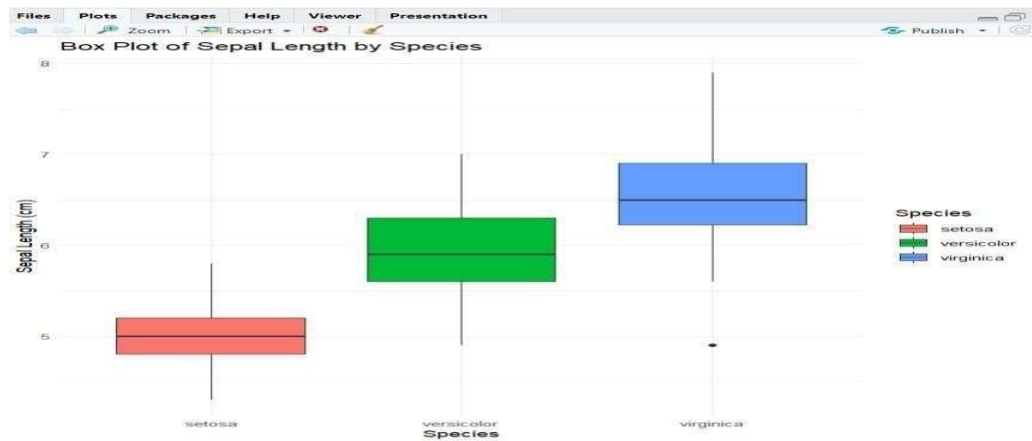 Files Plots Packages Help Viewer Presentation
Zoom Export Publish
Box Plot of Sepal Length by Species
8
7
6
5
Sepal Length (cm)
setosa versicolor virginica
Species
Species
setosa
versicolor
virginica